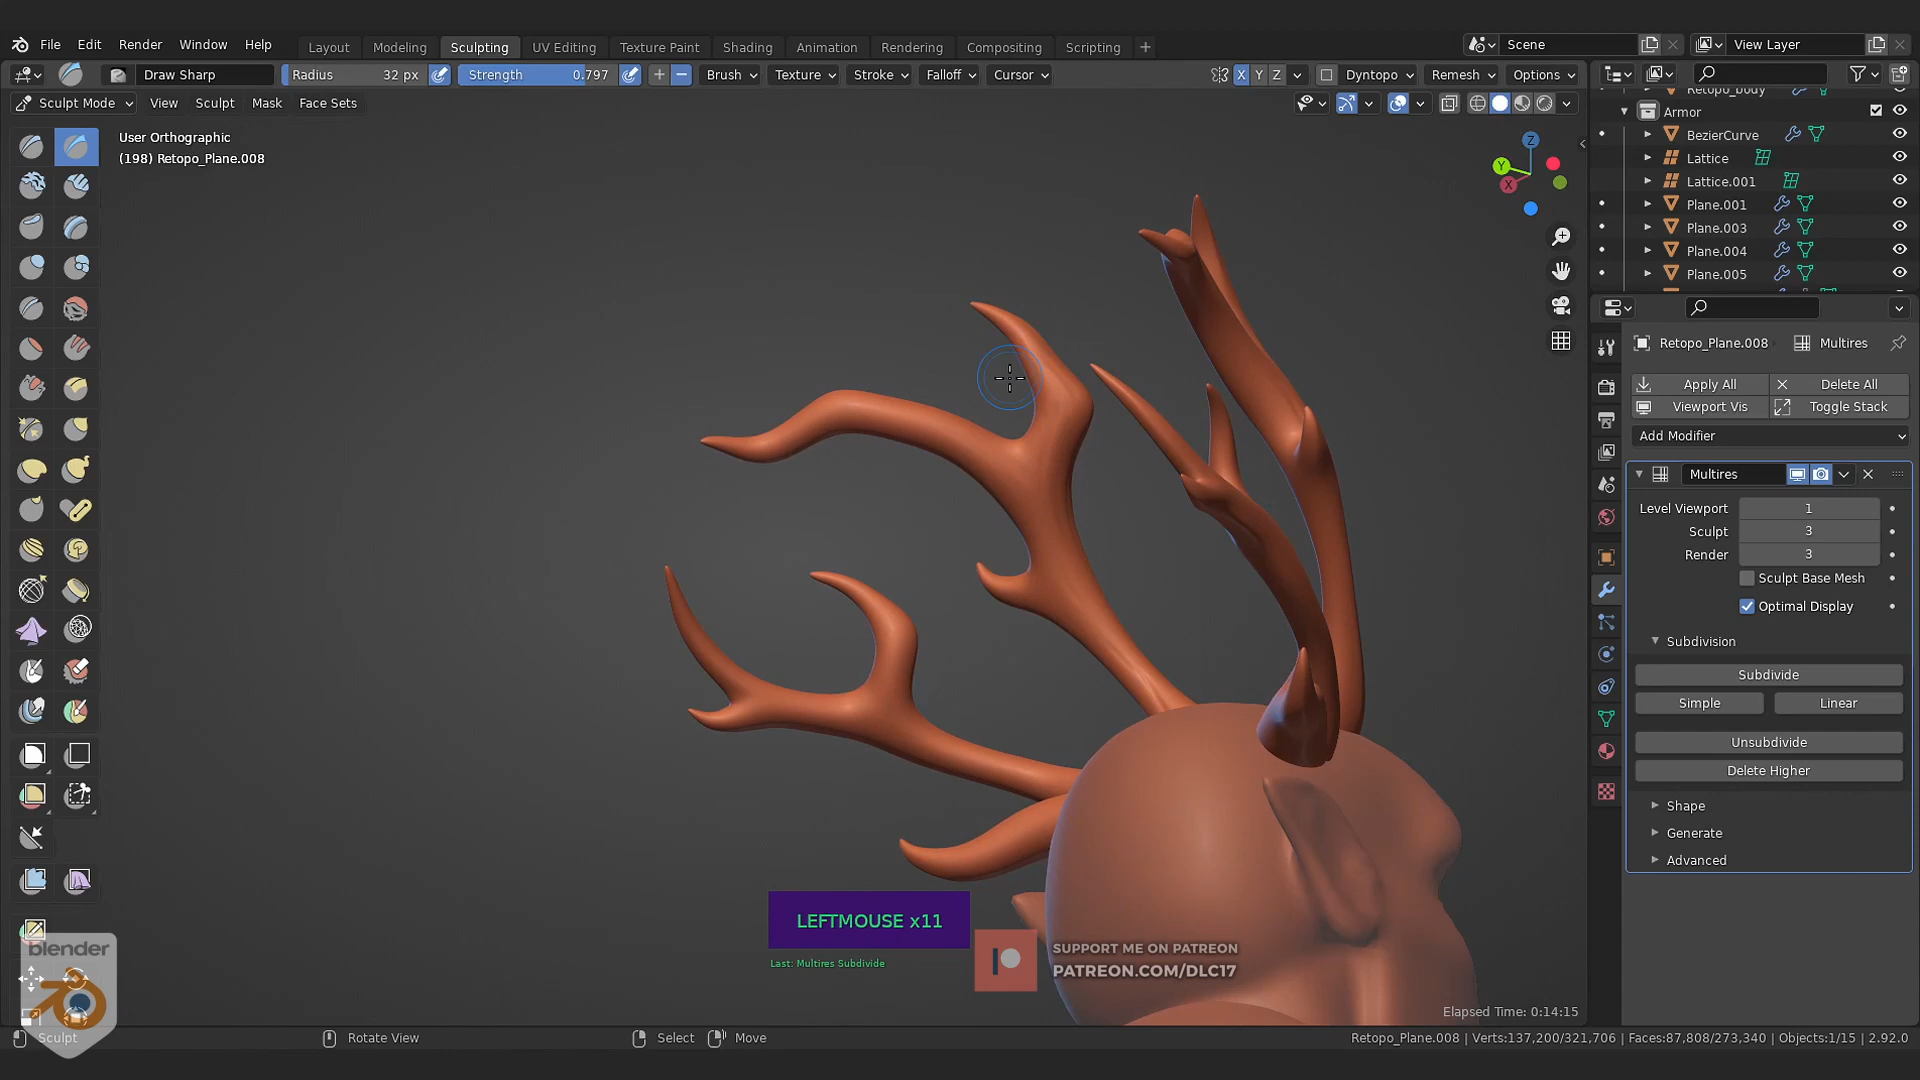 File Edit Render Window Help Layout Modeling Sculpting UV Editing Texture Paint Shading Animation Rendering Compositing Scripting + Scene View Layer
Draw Sharp Radius 32 px Strength 0.797 Brush Texture Stroke Falloff Cursor X Y Z Dyntopo Remesh Options
Sculpt Mode View Sculpt Mask Face Sets
User Orthographic
(198) Retopo_Plane.008
Z
Y
X
Retopo_body
Armor
BezierCurve
Lattice
Lattice.001
Plane.001
Plane.003
Plane.004
Plane.005
Retopo_Plane.008 Multires
Apply All Delete All
Viewport Vis Toggle Stack
Add Modifier
Multires
Level Viewport 1
Sculpt 3
Render 3
Sculpt Base Mesh
Optimal Display
Subdivision
Subdivide
Simple Linear
Unsubdivide
Delete Higher
Shape
Generate
Advanced
LEFTMOUSE x11
Last: Multires Subdivide
SUPPORT ME ON PATREON
PATREON.COM/DLC17
blender
Elapsed Time: 0:14:15
Sculpt Rotate View Select Move Retopo_Plane.008 | Verts:137,200/321,706 | Faces:87,808/273,340 | Objects:1/15 | 2.92.0